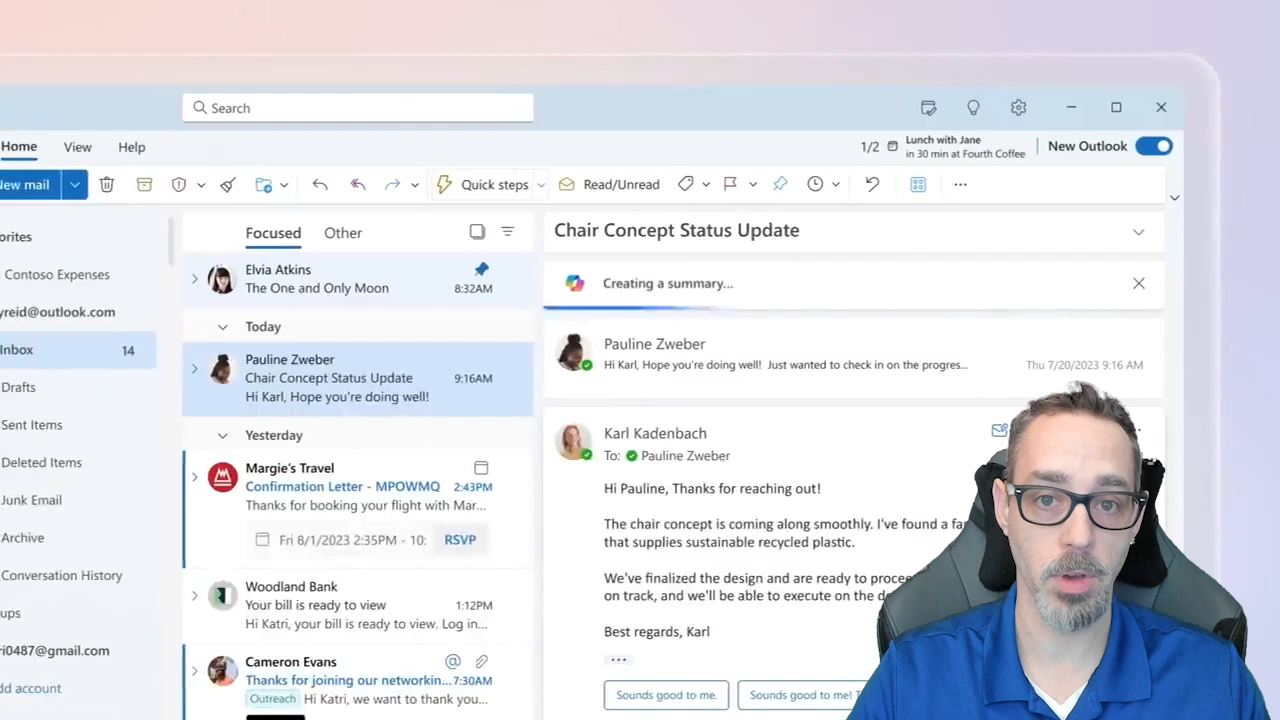 Search
Home
View
Help
1/2
Lunch with Jane
in 30 min at Fourth Coffee
New Outlook
New mail
Quick steps
Read/Unread
Contoso Expenses
yreid@outlook.com
Inbox
14
Drafts
Sent Items
Deleted Items
Junk Email
Archive
Conversation History
ri0487@gmail.com
dd account
Focused
Other
Elvia Atkins
The One and Only Moon
8:32AM
Today
Pauline Zweber
Chair Concept Status Update
9:16AM
Hi Karl, Hope you're doing well!
Yesterday
Margie's Travel
Confirmation Letter - MPOWMQ
2:43PM
Thanks for booking your flight with Mar...
Fri 8/1/2023 2:35PM - 10:
RSVP
Woodland Bank
Your bill is ready to view
1:12PM
Hi Katri, your bill is ready to view. Log in...
Cameron Evans
Thanks for joining our networkin...
7:30AM
Outreach
Hi Katri, we want to thank you...
Chair Concept Status Update
Creating a summary...
Pauline Zweber
Hi Karl, Hope you're doing well! Just wanted to check in on the progres...
Thu 7/20/2023 9:16 AM
Karl Kadenbach
To: Pauline Zweber
Hi Pauline, Thanks for reaching out!
The chair concept is coming along smoothly. I've found a
that supplies sustainable recycled plastic.
We've finalized the design and are ready to
on track, and we'll be able to execute on the
Best regards, Karl
Sounds good to me.
Sounds good to me!